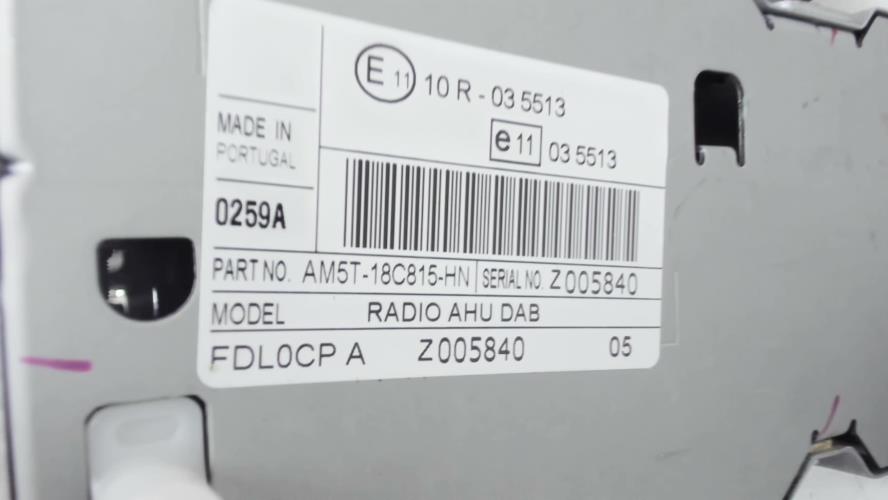 E 11 10 R - 03 5513
e 11 03 5513
MADE IN
PORTUGAL
0259A
PART NO. AM5T-18C815-HN SERIAL NO. Z005840
MODEL RADIO AHU DAB
FDL0CP A Z005840 05